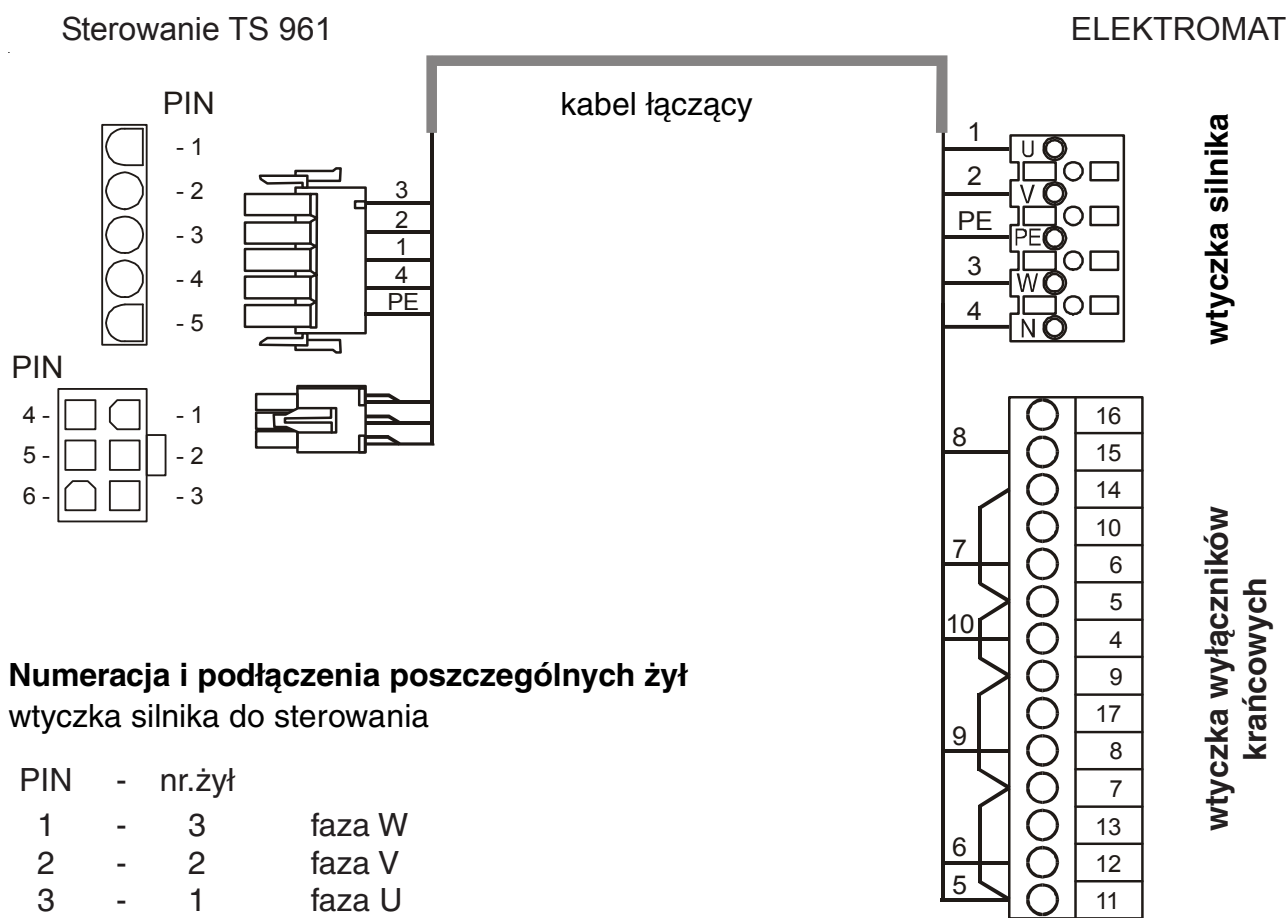 Sterowanie TS 961
ELEKTROMAT
kabel łączący
PIN
- 1
- 2
- 3
- 4
- 5
3
2
1
4
PE
PIN
4 -
5 -
6 -
- 1
- 2
- 3
1
2
PE
3
4
U
V
PE
W
N
wtyczka silnika
8
7
10
9
6
5
16
15
14
10
6
5
4
9
17
8
7
13
12
11
wtyczka wyłączników
krańcowych
Numeracja i podłączenia poszczególnych żył
wtyczka silnika do sterowania
PIN - nr.żył
1 - 3 faza W
2 - 2 faza V
3 - 1 faza U